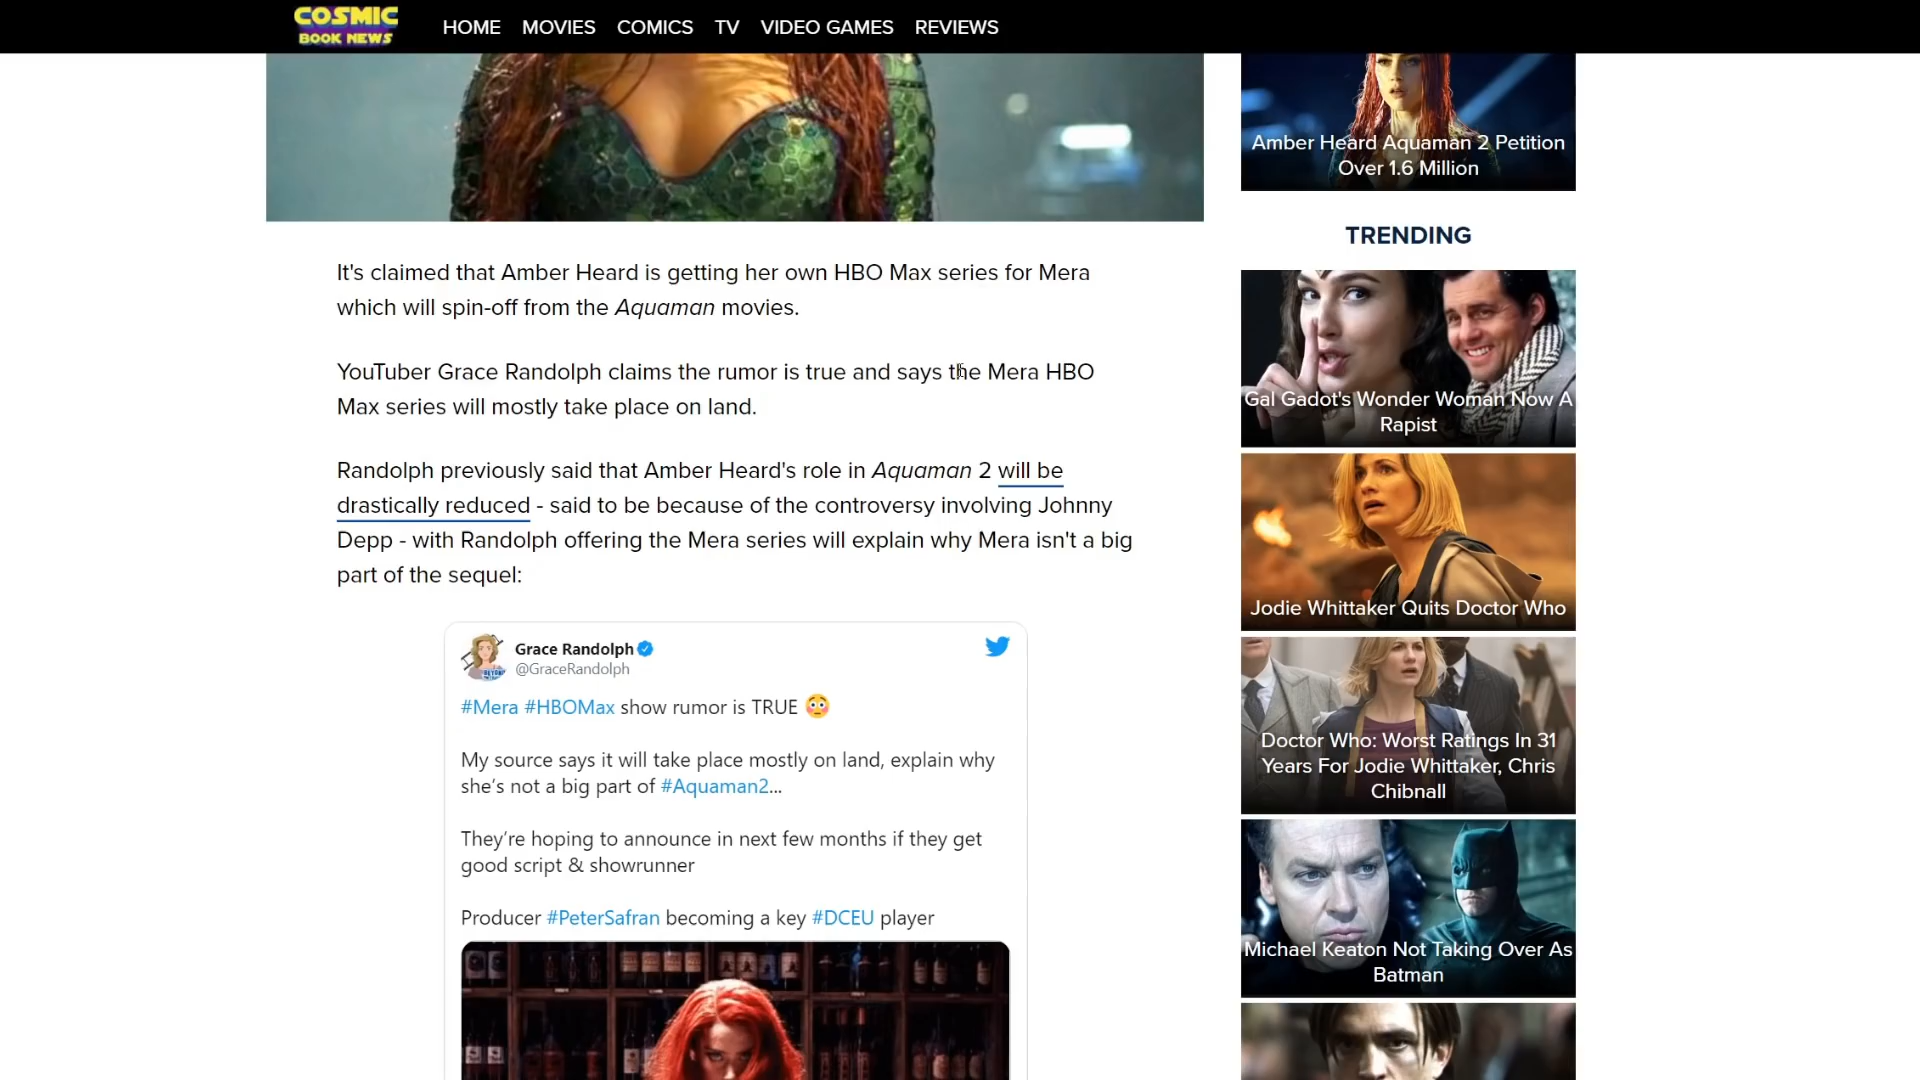 COSMIC
BOOK NEWS
HOME MOVIES COMICS TV VIDEO GAMES REVIEWS
It's claimed that Amber Heard is getting her own HBO Max series for Mera
which will spin-off from the Aquaman movies.
YouTuber Grace Randolph claims the rumor is true and says the Mera HBO
Max series will mostly take place on land.
Randolph previously said that Amber Heard's role in Aquaman 2 will be
drastically reduced - said to be because of the controversy involving Johnny
Depp - with Randolph offering the Mera series will explain why Mera isn't a big
part of the sequel:
Grace Randolph
@GraceRandolph
#Mera #HBOMax show rumor is TRUE 😳
My source says it will take place mostly on land, explain why
she’s not a big part of #Aquaman2...
They’re hoping to announce in next few months if they get
good script & showrunner
Producer #PeterSafran becoming a key #DCEU player
Amber Heard Aquaman 2 Petition
Over 1.6 Million
TRENDING
Gal Gadot's Wonder Woman Now A
Rapist
Jodie Whittaker Quits Doctor Who
Doctor Who: Worst Ratings In 31
Years For Jodie Whittaker, Chris
Chibnall
Michael Keaton Not Taking Over As
Batman